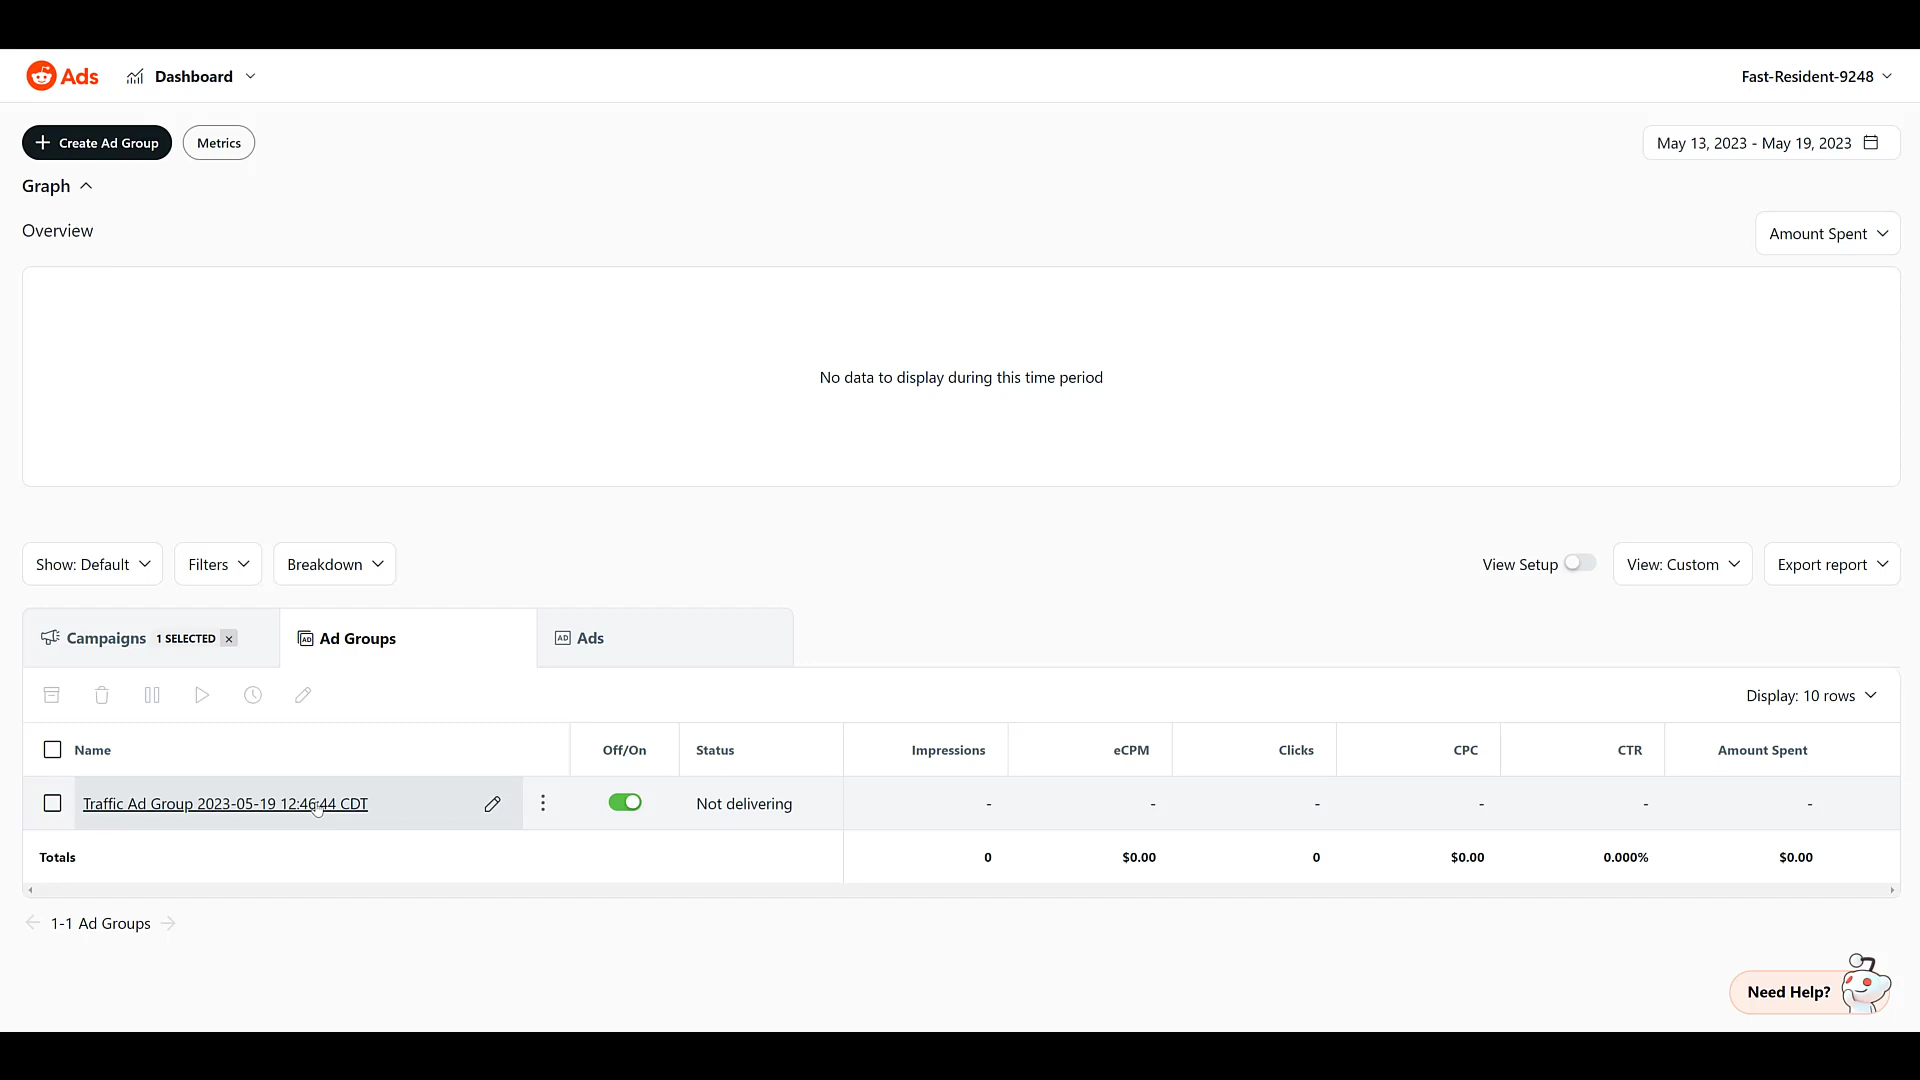 Ads Dashboard Fast-Resident-9248
Create Ad Group Metrics May 13, 2023 - May 19, 2023
Graph
Overview Amount Spent
No data to display during this time period
Show: Default Filters Breakdown View Setup View: Custom Export report
Campaigns 1 SELECTED × AD Ad Groups AD Ads
Display: 10 rows
Name Off/On Status Impressions eCPM Clicks CPC CTR Amount Spent
Traffic Ad Group 2023-05-19 12:46:44 CDT Not delivering - - - - - -
Totals 0 $0.00 0 $0.00 0.000% $0.00
1-1 Ad Groups
Need Help?